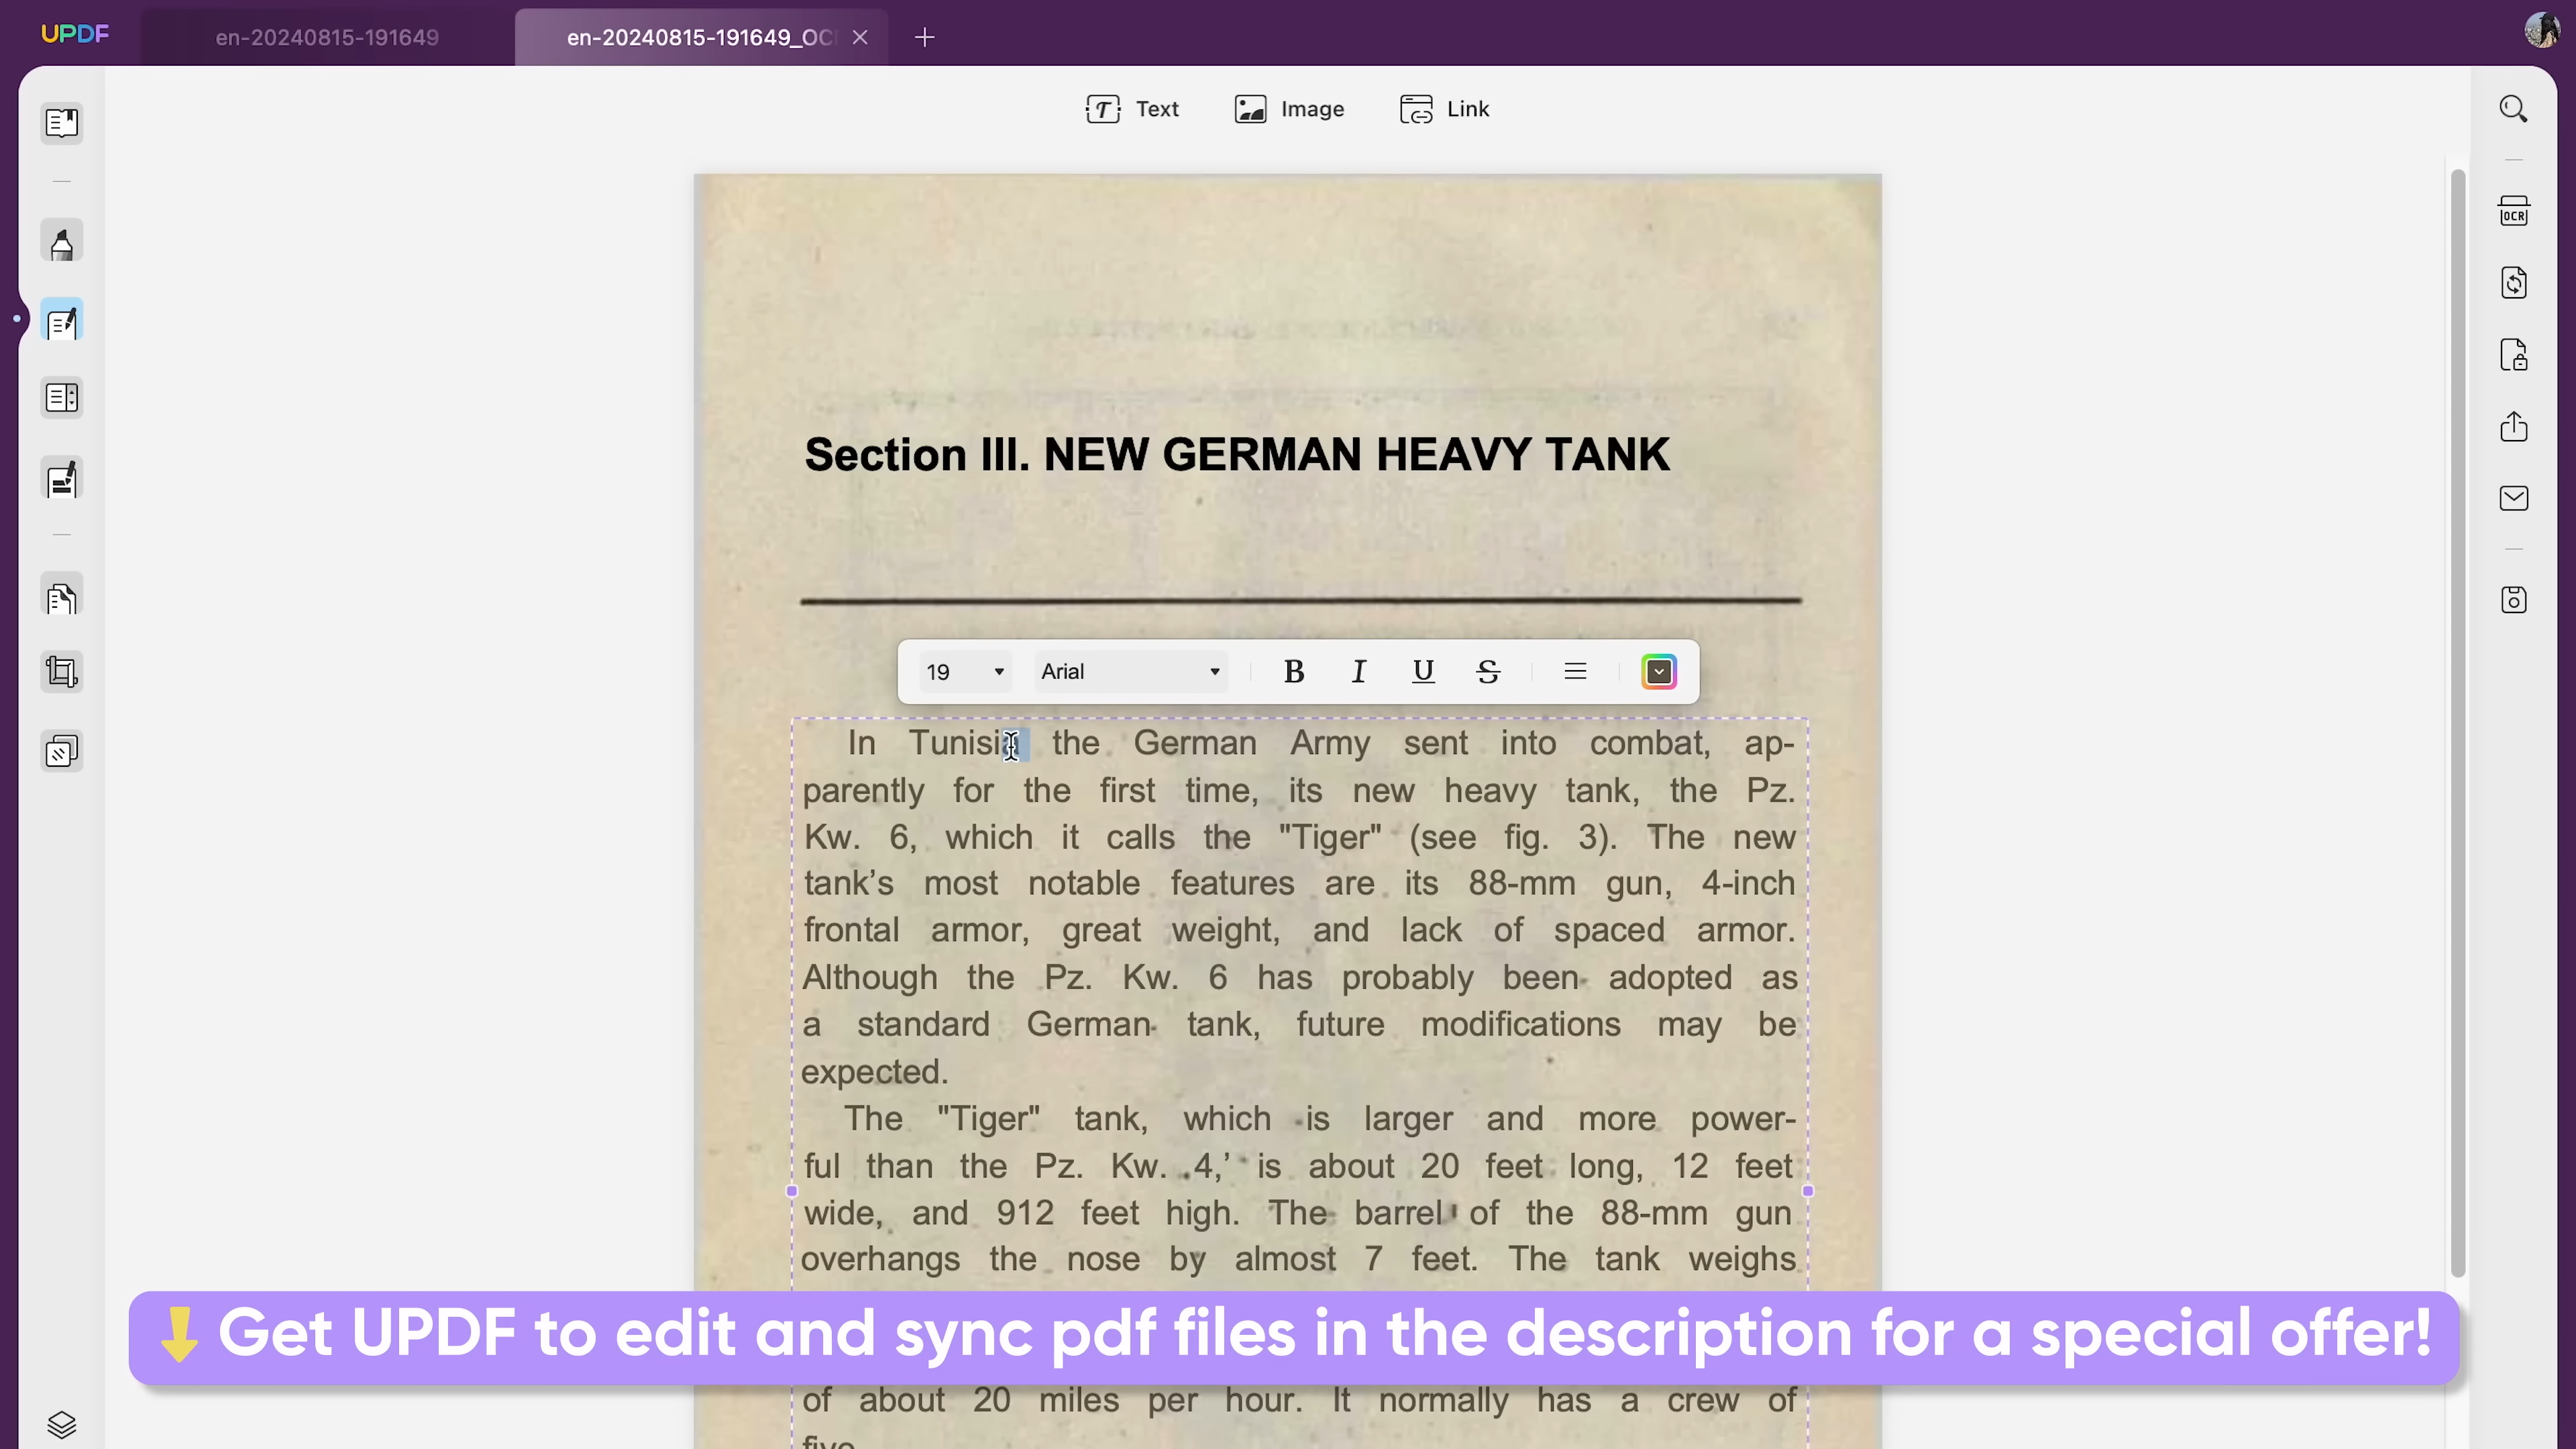 UPDF
en-20240815-191649
en-20240815-191649_OC
Text
Image
Link
OCR
Section III. NEW GERMAN HEAVY TANK
19
Arial
B
I
U
S
In Tunisia the German Army sent into combat, ap-
parently for the first time, its new heavy tank, the Pz.
Kw. 6, which it calls the "Tiger" (see fig. 3). The new
tank’s most notable features are its 88-mm gun, 4-inch
frontal armor, great weight, and lack of spaced armor.
Although the Pz. Kw. 6 has probably been adopted as
a standard German tank, future modifications may be
expected.
The "Tiger" tank, which is larger and more power-
ful than the Pz. Kw. 4,’ is about 20 feet long, 12 feet
wide, and 912 feet high. The barrel of the 88-mm gun
overhangs the nose by almost 7 feet. The tank weighs
Get UPDF to edit and sync pdf files in the description for a special offer!
of about 20 miles per hour. It normally has a crew of
five